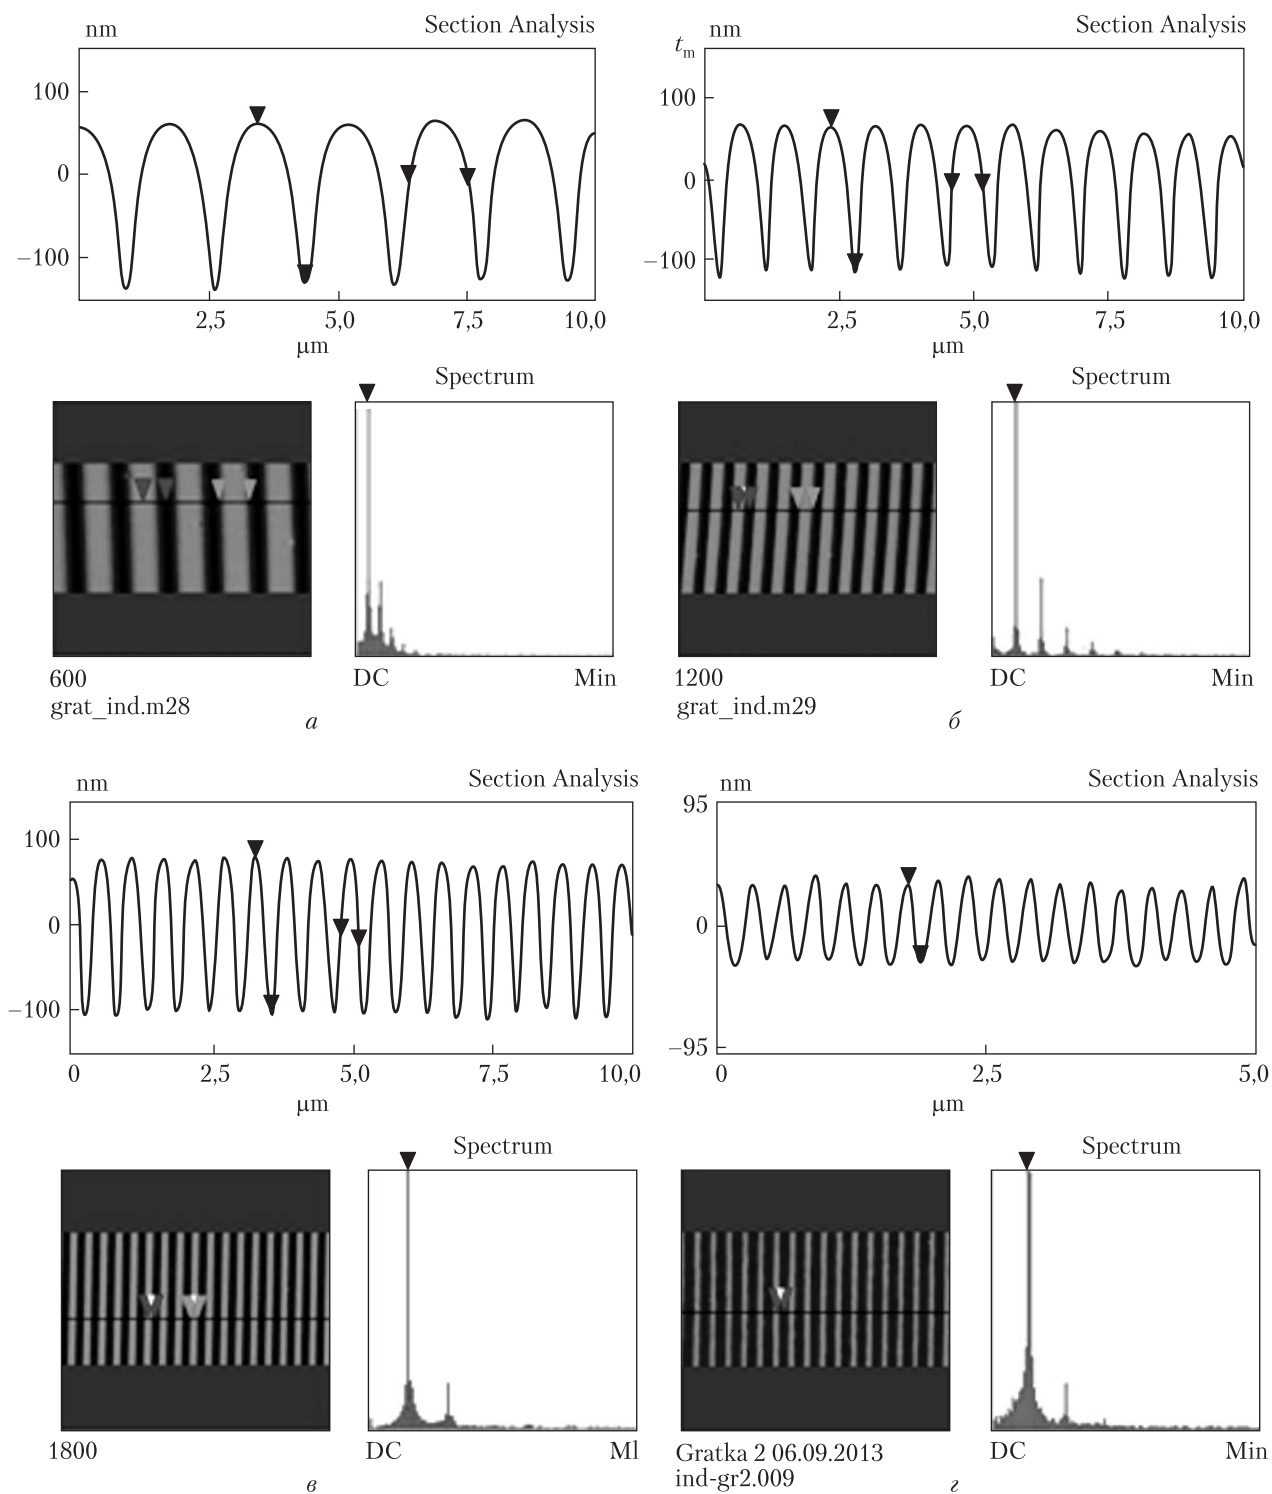 nm Section Analysis
100
0
−100
2,5 5,0 7,5 10,0
μm
tm nm Section Analysis
100
0
−100
2,5 5,0 7,5 10,0
μm
Spectrum
DC Min
600
grat_ind.m28
а
Spectrum
DC Min
1200
grat_ind.m29
б
nm Section Analysis
100
0
−100
0 2,5 5,0 7,5 10,0
μm
nm Section Analysis
95
0
−95
0 2,5 5,0
μm
Spectrum
DC Ml
1800
в
Spectrum
DC Min
Gratka 2 06.09.2013
ind-gr2.009
г